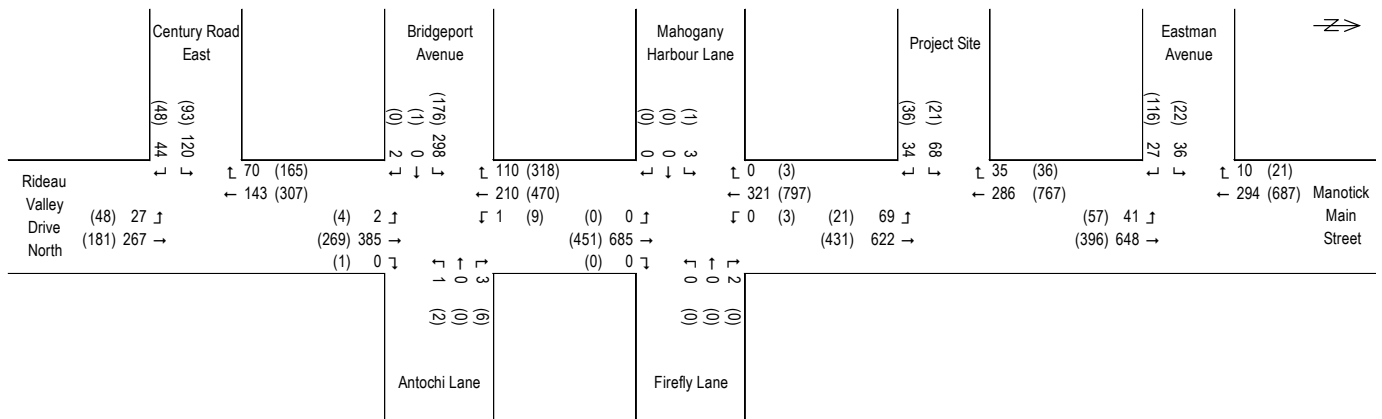 Century Road
East
Bridgeport
Avenue
Mahogany
Harbour Lane
Project Site
Eastman
Avenue
N
(48) 44
(93) 120
(0) 2
(1) 0
(176) 298
(0) 0
(0) 0
(1) 3
(36) 34
(21) 68
(116) 27
(22) 36
70 (165)
143 (307)
110 (318)
210 (470)
1 (9)
0 (3)
321 (797)
0 (3)
35 (36)
286 (767)
10 (21)
294 (687)
Rideau
Valley
Drive
North
(48) 27
(181) 267
(4) 2
(269) 385
(1) 0
(0) 0
(451) 685
(0) 0
(21) 69
(431) 622
(57) 41
(396) 648
Manotick
Main
Street
1 (2)
0 (0)
3 (6)
0 (0)
0 (0)
2 (0)
Antochi Lane
Firefly Lane